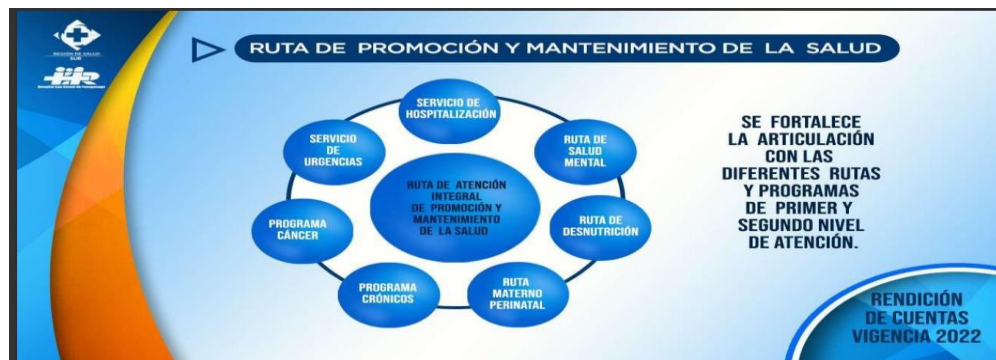 REGIÓN DE SALUD
SUR
RUTA DE PROMOCIÓN Y MANTENIMIENTO DE LA SALUD
SERVICIO DE
HOSPITALIZACIÓN
SERVICIO
DE
URGENCIAS
RUTA DE
SALUD
MENTAL
RUTA DE ATENCIÓN
INTEGRAL
DE PROMOCIÓN Y
MANTENIMIENTO
DE LA SALUD
PROGRAMA
CÁNCER
RUTA DE
DESNUTRICIÓN
PROGRAMA
CRÓNICOS
RUTA
MATERNO
PERINATAL
SE FORTALECE
LA ARTICULACIÓN
CON LAS
DIFERENTES RUTAS
Y PROGRAMAS
DE PRIMER Y
SEGUNDO NIVEL
DE ATENCIÓN.
RENDICIÓN
DE CUENTAS
VIGENCIA 2022